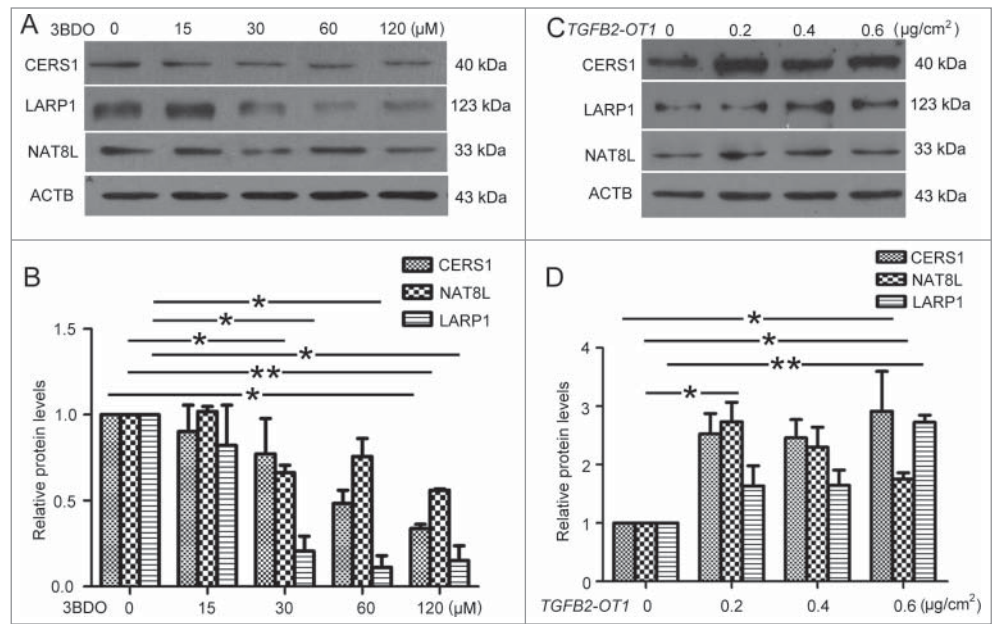 A
3BDO 0 15 30 60 120 (μM)
CERS1 40 kDa
LARP1 123 kDa
NAT8L 33 kDa
ACTB 43 kDa
C TGFB2-OT1 0 0.2 0.4 0.6 (μg/cm²)
CERS1 40 kDa
LARP1 123 kDa
NAT8L 33 kDa
ACTB 43 kDa
B
CERS1
NAT8L
LARP1
*
*
*
*
**
*
Relative protein levels
1.5
1.0
0.5
0.0
3BDO 0 15 30 60 120 (μM)
D
CERS1
NAT8L
LARP1
*
*
**
*
Relative protein levels
4
3
2
1
0
TGFB2-OT1 0 0.2 0.4 0.6 (μg/cm²)